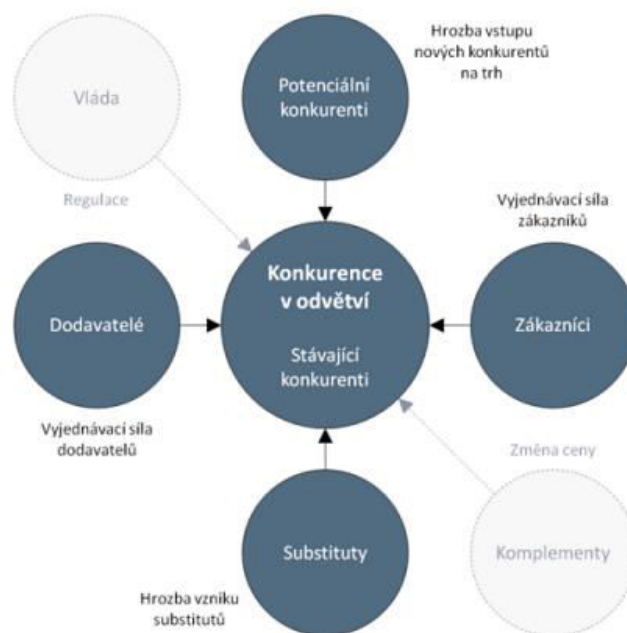 Hrozba vstupu
nových konkurentů
na trh
Potenciální
konkurenti
Vláda
Regulace
Vyjednávací síla
zákazníků
Konkurence
v odvětví
Stávající
konkurenti
Dodavatelé
Zákazníci
Vyjednávací síla
dodavatelů
Změna ceny
Substituty
Komplementy
Hrozba vzniku
substitutů